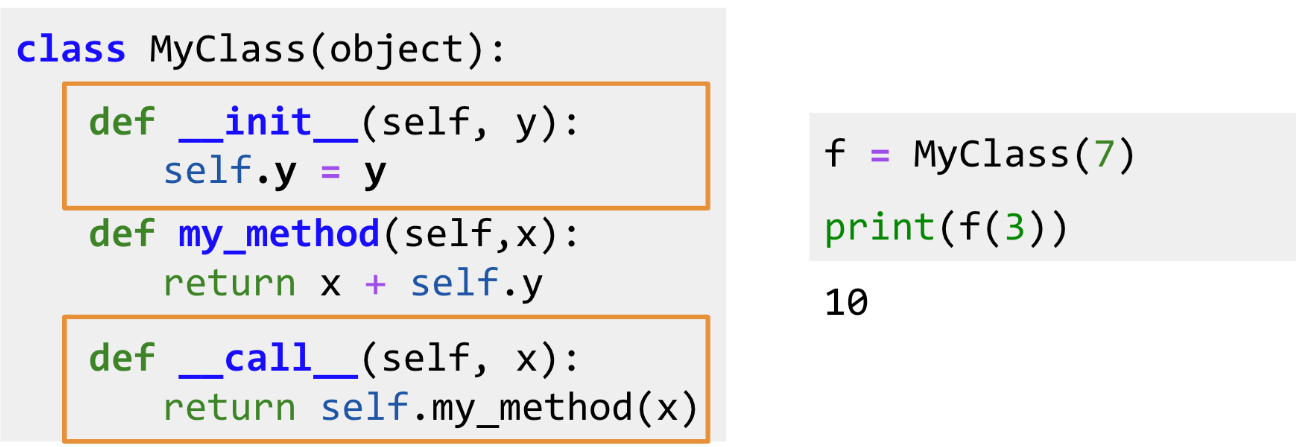 class MyClass(object):
def __init__(self, y):
self.y = y
def my_method(self,x):
return x + self.y
def __call__(self, x):
return self.my_method(x)
f = MyClass(7)
print(f(3))
10